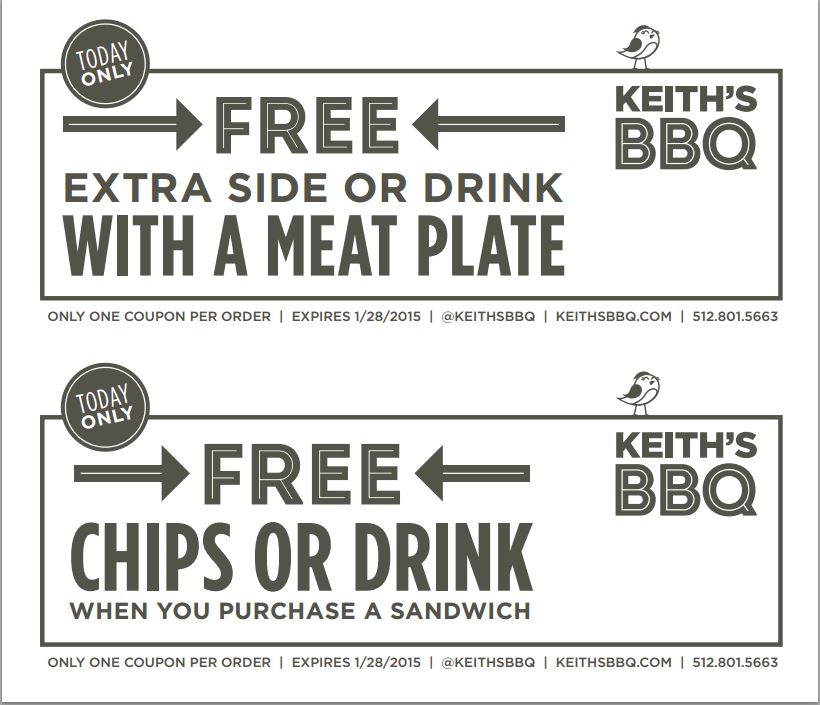 TODAY
ONLY
FREE
KEITH'S
BBQ
EXTRA SIDE OR DRINK
WITH A MEAT PLATE
ONLY ONE COUPON PER ORDER | EXPIRES 1/28/2015 | @KEITHSBBQ | KEITHSBBQ.COM | 512.801.5663
TODAY
ONLY
FREE
KEITH'S
BBQ
CHIPS OR DRINK
WHEN YOU PURCHASE A SANDWICH
ONLY ONE COUPON PER ORDER | EXPIRES 1/28/2015 | @KEITHSBBQ | KEITHSBBQ.COM | 512.801.5663